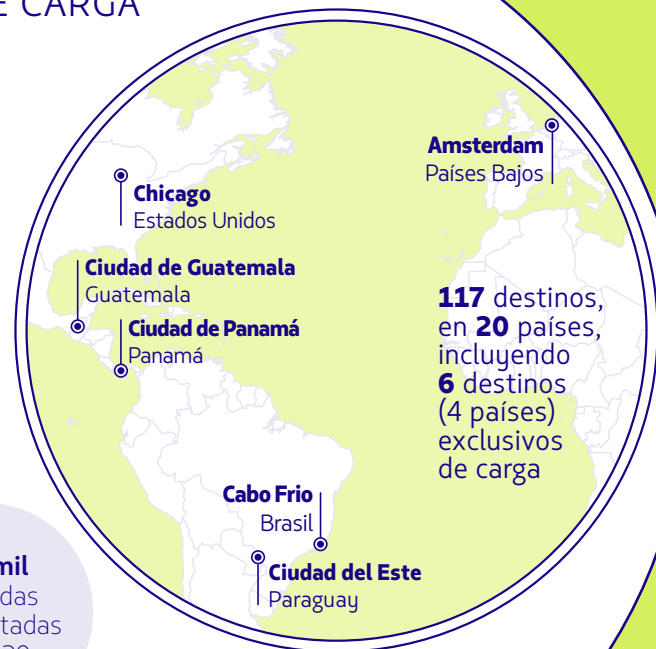 E CARGA
Amsterdam
Países Bajos
Chicago
Estados Unidos
Ciudad de Guatemala
Guatemala
Ciudad de Panamá
Panamá
117 destinos,
en 20 países,
incluyendo
6 destinos
(4 países)
exclusivos
de carga
Cabo Frio
Brasil
Ciudad del Este
Paraguay
mil
das
tadas